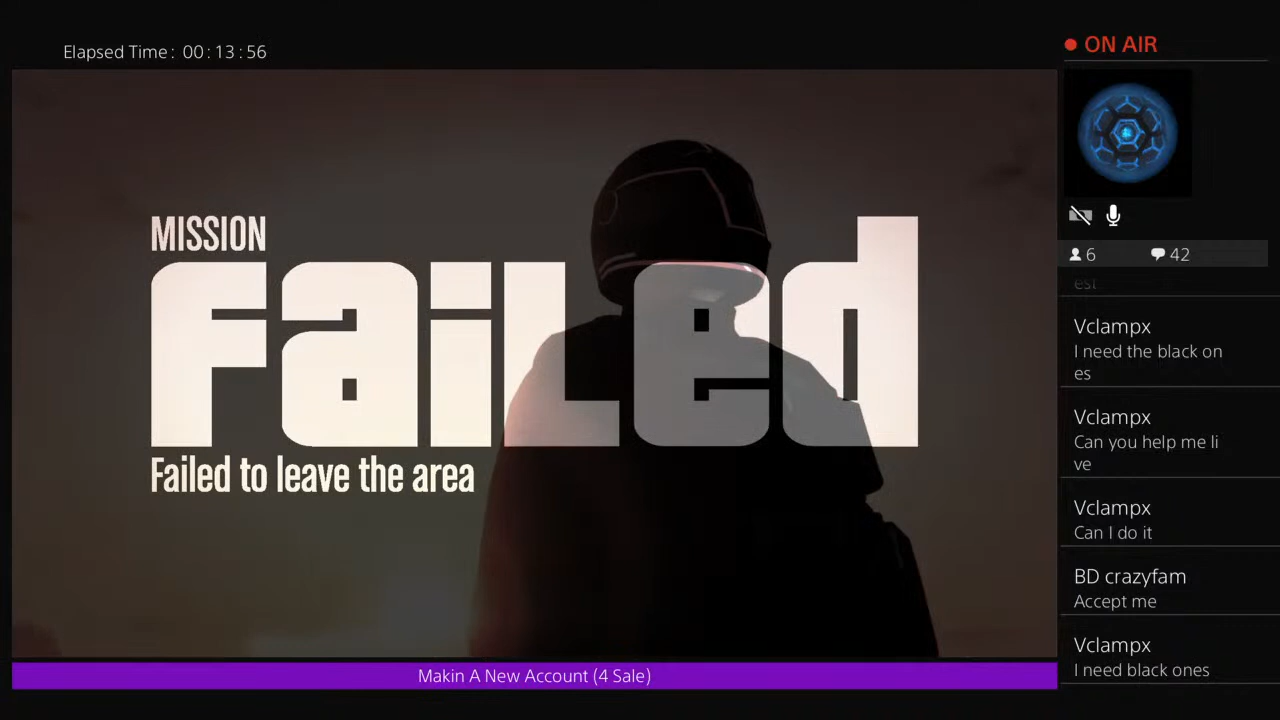 Elapsed Time: 00:13:56
ON AIR
MISSION
Failed
Failed to leave the area
6 42
est
Vclampx
I need the black on
es
Vclampx
Can you help me li
ve
Vclampx
Can I do it
BD crazyfam
Accept me
Vclampx
I need black ones
Makin A New Account (4 Sale)